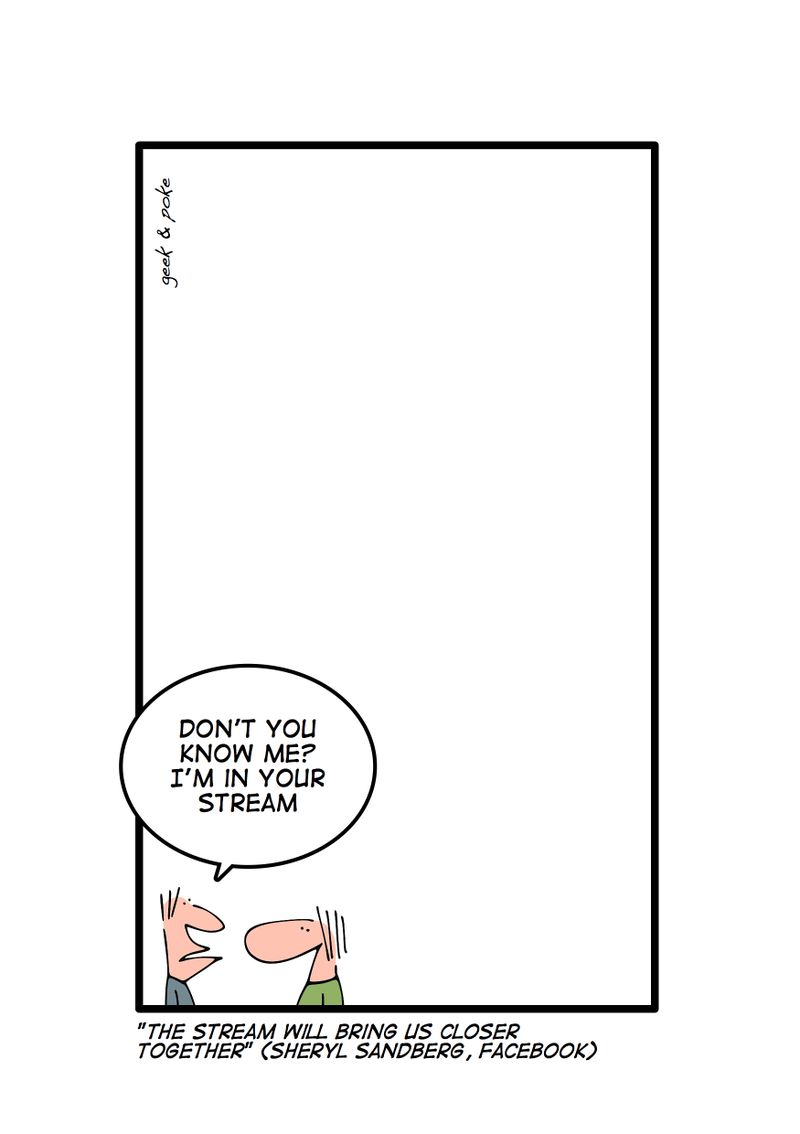 geek & poke
DON'T YOU
KNOW ME?
I'M IN YOUR
STREAM
"THE STREAM WILL BRING US CLOSER
TOGETHER" (SHERYL SANDBERG, FACEBOOK)